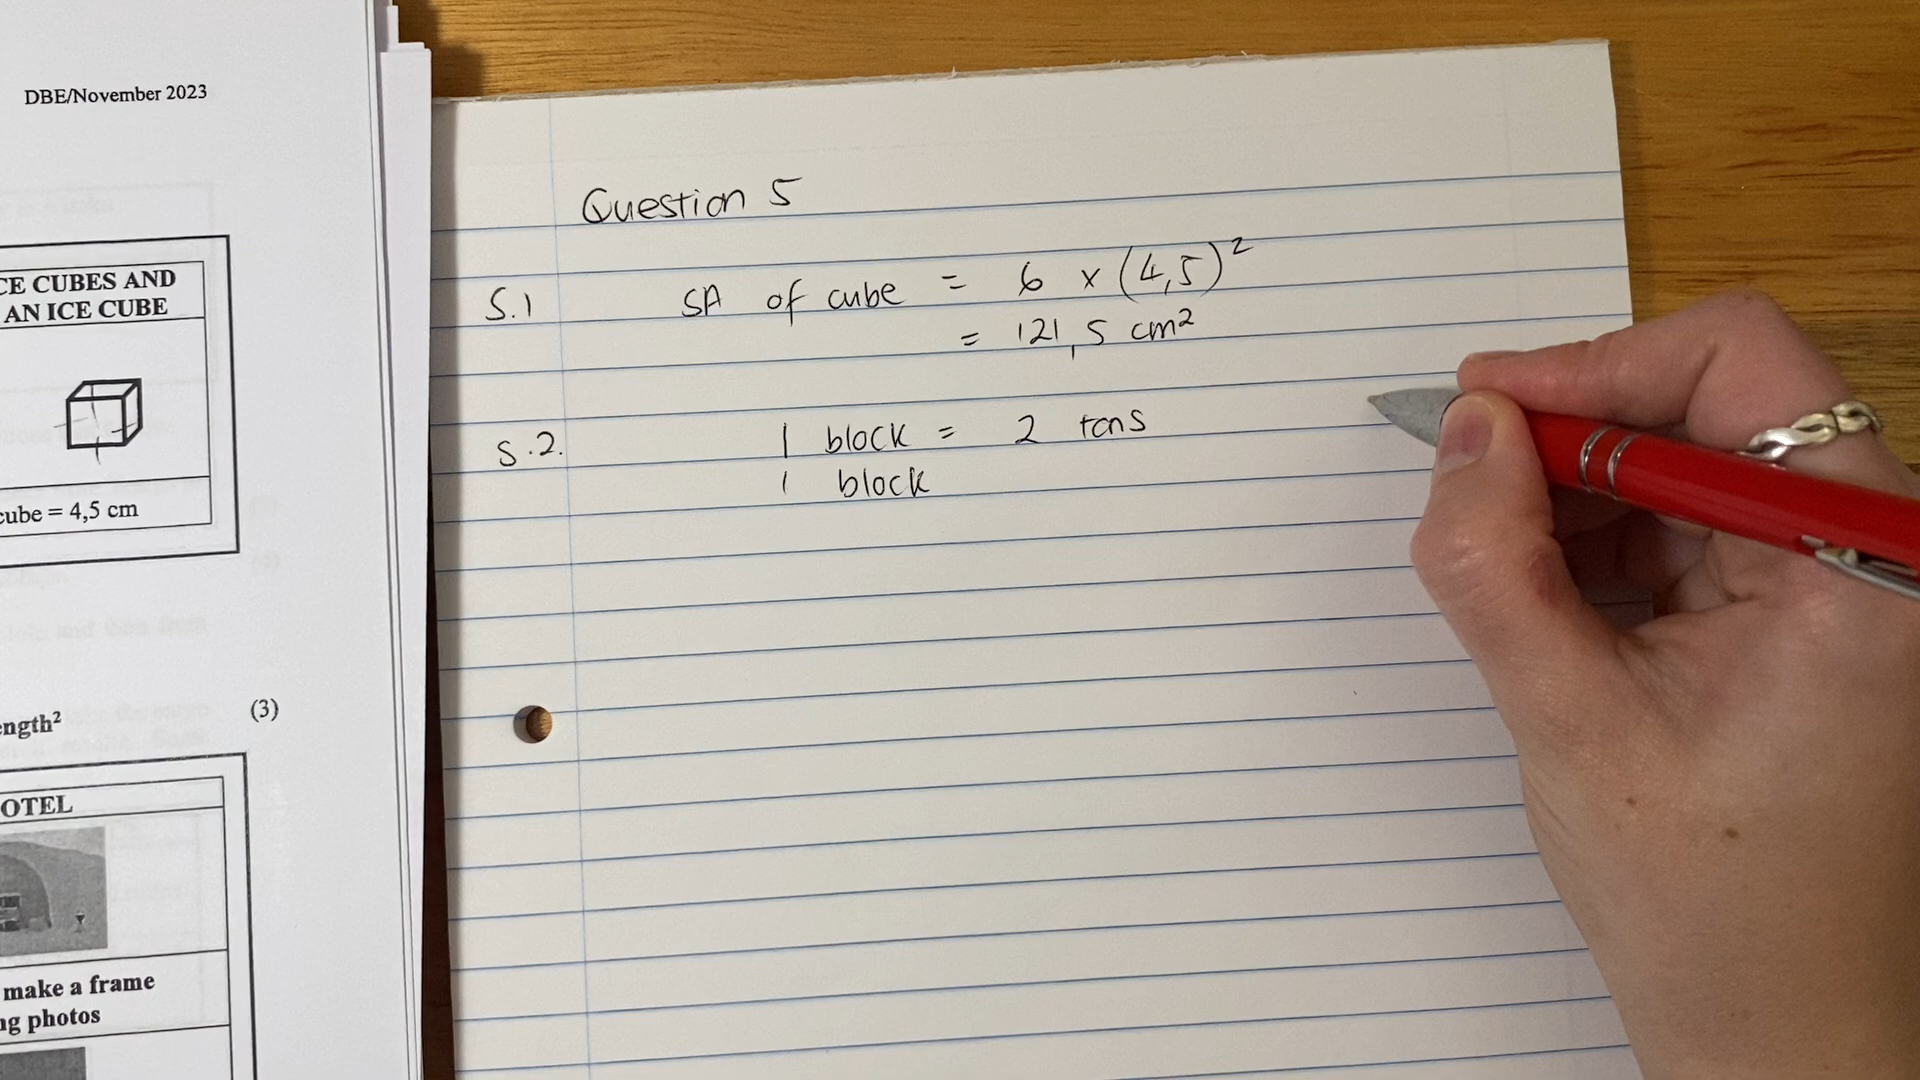 DBE/November 2023
CE CUBES AND
AN ICE CUBE
cube = 4,5 cm
ength²
(3)
OTEL
make a frame
ng photos
Question 5
5.1 SA of cube = 6 x (4,5)²
= 121,5 cm²
5.2. 1 block = 2 tons
1 block